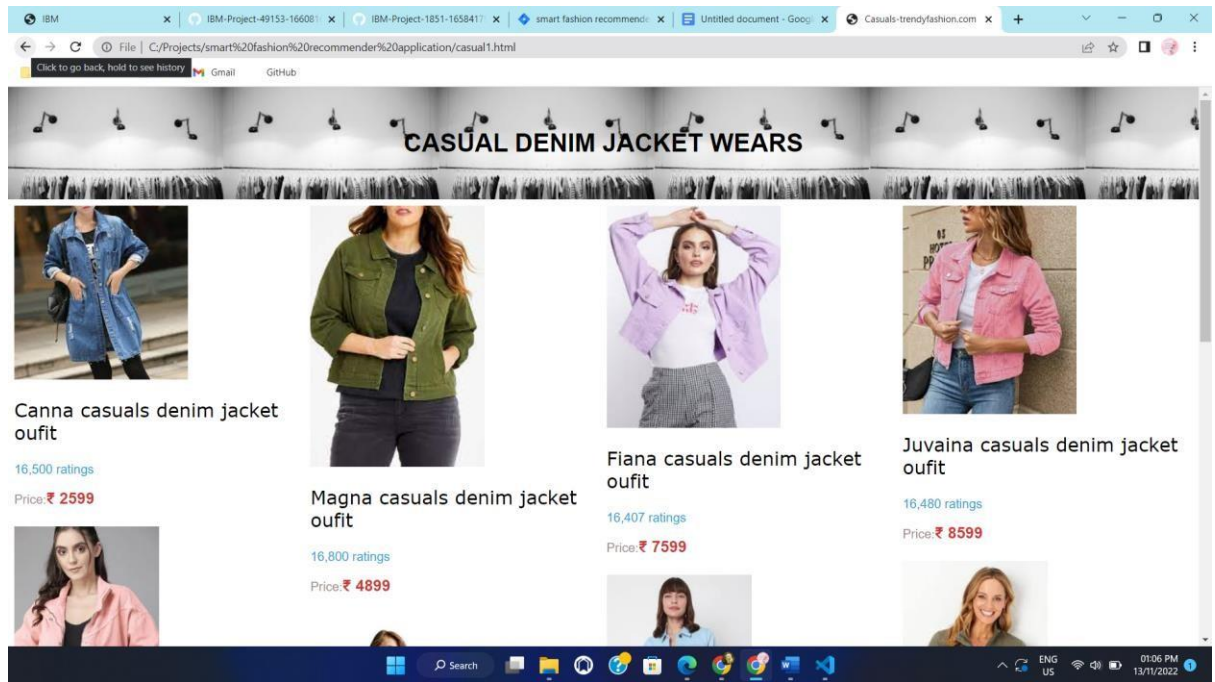 IBM
IBM-Project-49153-166081
IBM-Project-1851-1658417
smart fashion recommende
Untitled document - Googl
Casuals-trendyfashion.com
File | C:/Projects/smart%20fashion%20recommender%20application/casual1.html
Click to go back, hold to see history
Gmail
GitHub
CASUAL DENIM JACKET WEARS
Canna casuals denim jacket
oufit
16,500 ratings
Price:₹ 2599
Magna casuals denim jacket
oufit
16,800 ratings
Price:₹ 4899
Fiana casuals denim jacket
oufit
16,407 ratings
Price:₹ 7599
Juvaina casuals denim jacket
oufit
16,480 ratings
Price:₹ 8599
Search
ENG
US
01:06 PM
13/11/2022
1